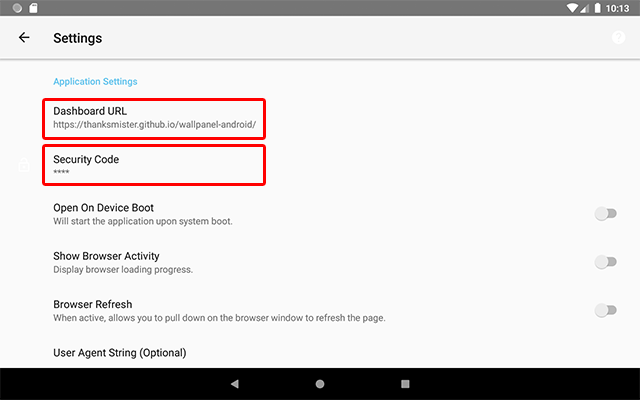 10:13
Settings
Application Settings
Dashboard URL
https://thanksmister.github.io/wallpanel-android/
Security Code
****
Open On Device Boot
Will start the application upon system boot.
Show Browser Activity
Display browser loading progress.
Browser Refresh
When active, allows you to pull down on the browser window to refresh the page.
User Agent String (Optional)